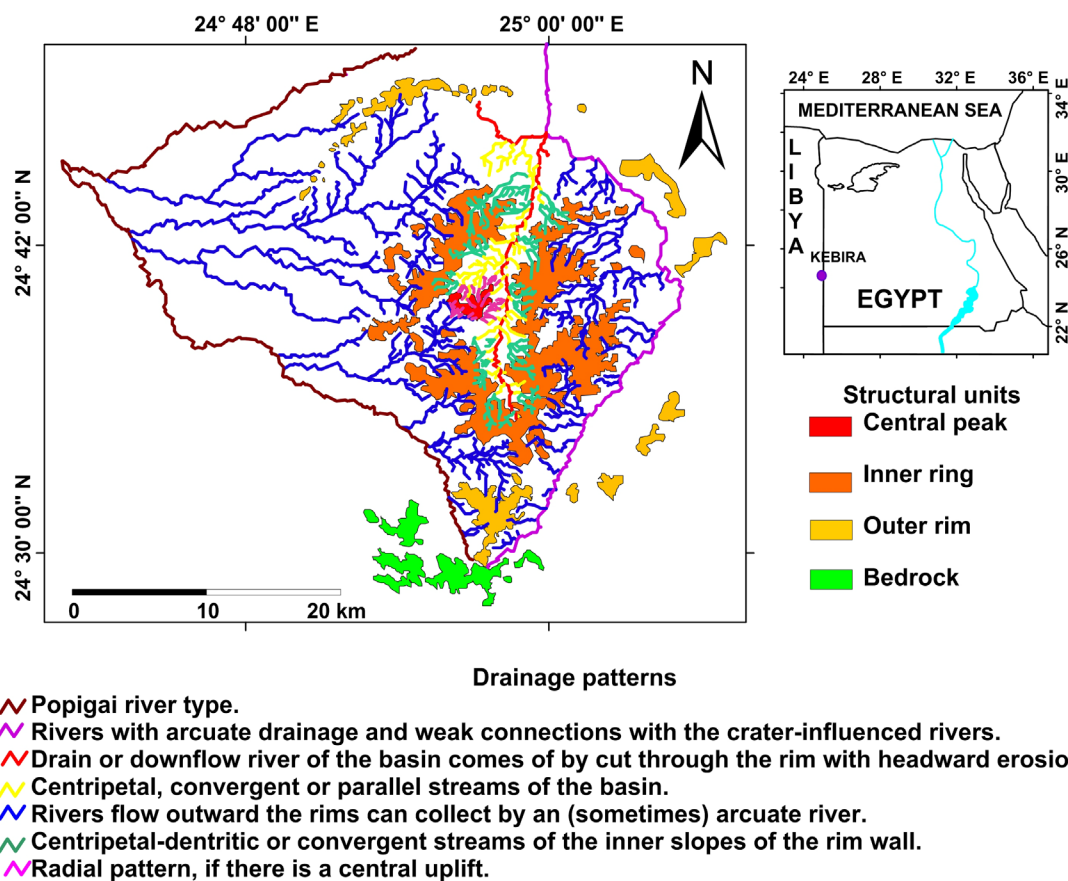 24° 48' 00'' E
25° 00' 00'' E
N
24° 42' 00'' N
24° 30' 00'' N
0
10
20 km
24° E
28° E
32° E
36° E
34° E
30° N
26° N
22° N
MEDITERRANEAN SEA
LIBYA
KEBIRA
EGYPT
Structural units
Central peak
Inner ring
Outer rim
Bedrock
Drainage patterns
Popigai river type.
Rivers with arcuate drainage and weak connections with the crater-influenced rivers.
Drain or downflow river of the basin comes of by cut through the rim with headward erosio
Centripetal, convergent or parallel streams of the basin.
Rivers flow outward the rims can collect by an (sometimes) arcuate river.
Centripetal-dentritic or convergent streams of the inner slopes of the rim wall.
Radial pattern, if there is a central uplift.